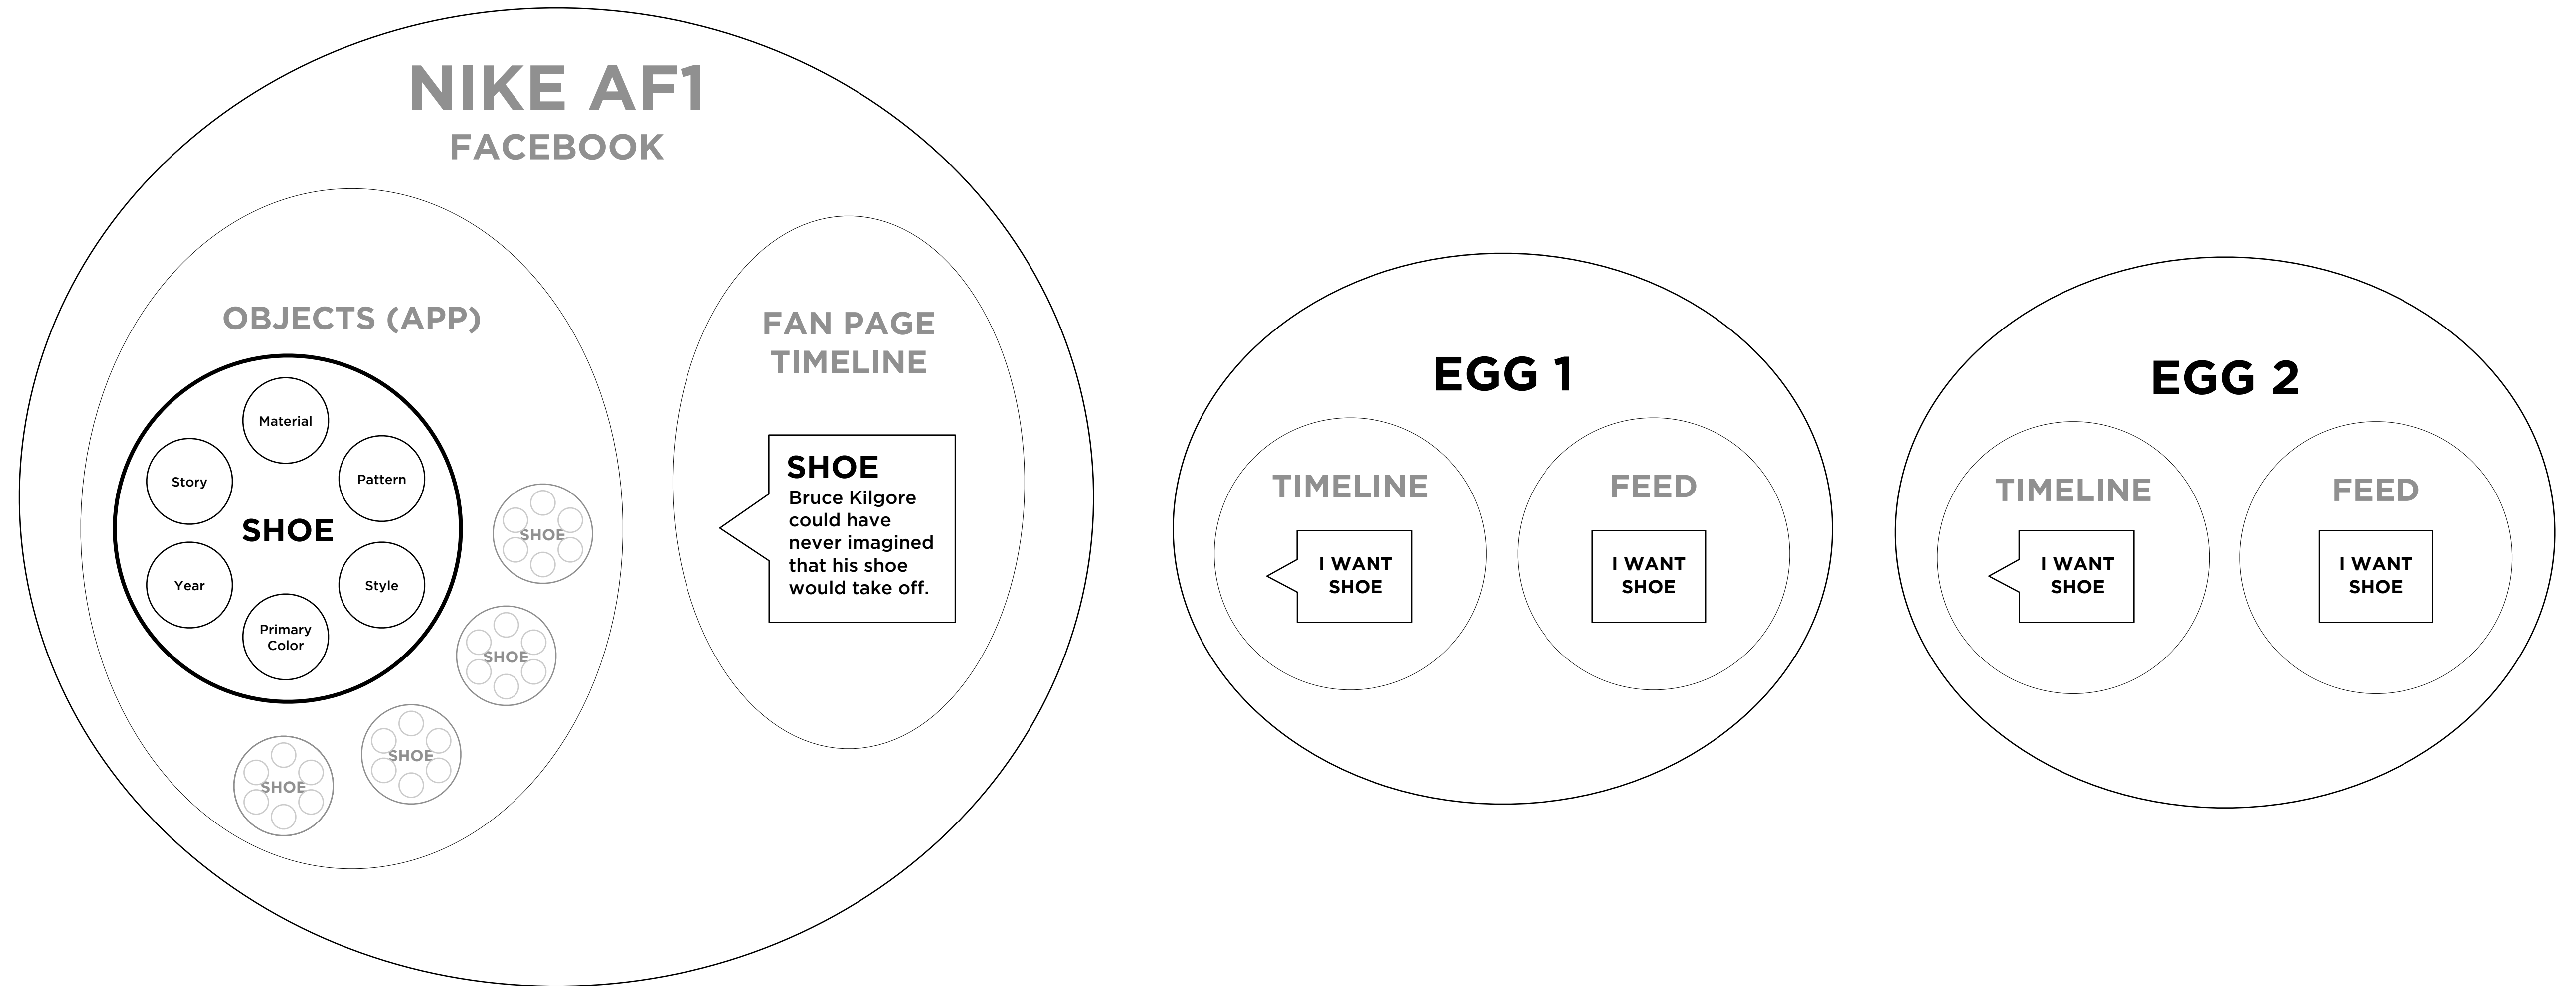 NIKE AF1
FACEBOOK
OBJECTS (APP)
Material
Story
Pattern
SHOE
Year
Style
Primary
Color
SHOE
SHOE
SHOE
SHOE
FAN PAGE
TIMELINE
SHOE
Bruce Kilgore
could have
never imagined
that his shoe
would take off.
EGG 1
TIMELINE
I WANT
SHOE
FEED
I WANT
SHOE
EGG 2
TIMELINE
I WANT
SHOE
FEED
I WANT
SHOE